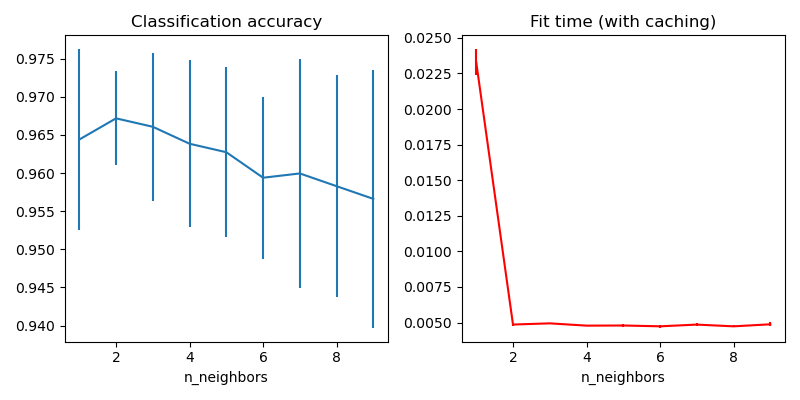 Classification accuracy
0.975
0.970
0.965
0.960
0.955
0.950
0.945
0.940
2 4 6 8
n_neighbors
Fit time (with caching)
0.0250
0.0225
0.0200
0.0175
0.0150
0.0125
0.0100
0.0075
0.0050
2 4 6 8
n_neighbors